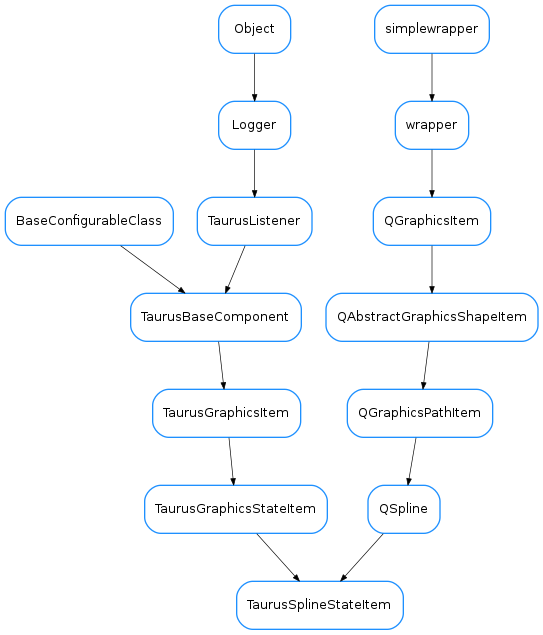 Object
simplewrapper
Logger
wrapper
BaseConfigurableClass
TaurusListener
QGraphicsItem
TaurusBaseComponent
QAbstractGraphicsShapeItem
TaurusGraphicsItem
QGraphicsPathItem
TaurusGraphicsStateItem
QSpline
TaurusSplineStateItem